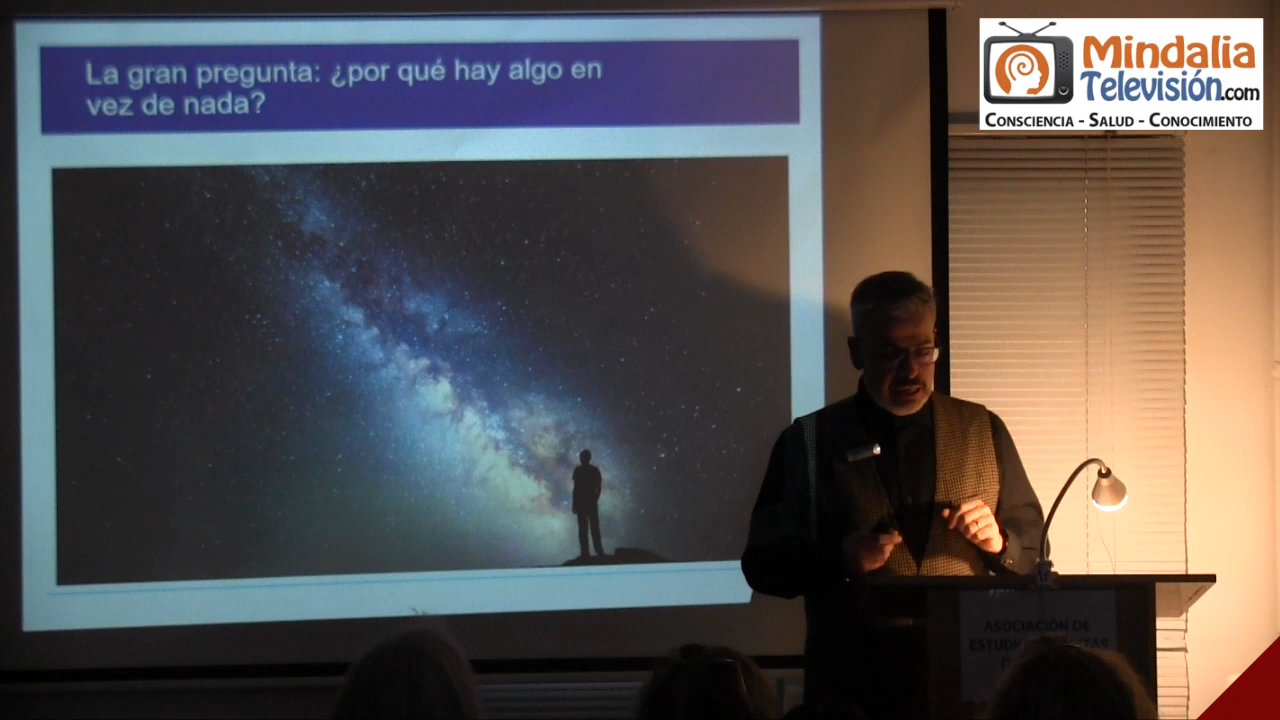 La gran pregunta: ¿por qué hay algo en
vez de nada?
Mindalia
Televisión.com
Consciencia - Salud - Conocimiento
ASOCIACIÓN DE